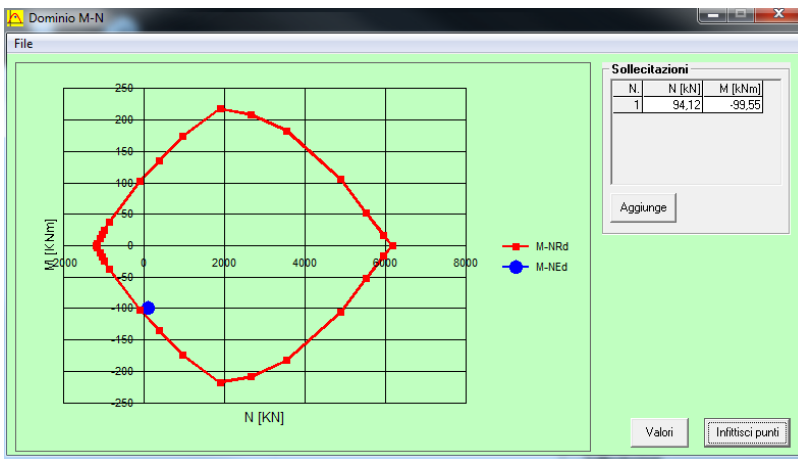 Dominio M-N
File
250
200
150
100
50
0
-50
-100
-150
-200
-250
M [KNm]
-2000
0
2000
4000
6000
8000
N [KN]
M-NRd
M-NEd
Sollecitazioni
N. N [kN] M [kNm]
1 94,12 -99,55
Aggiunge
Valori
Infittisci punti